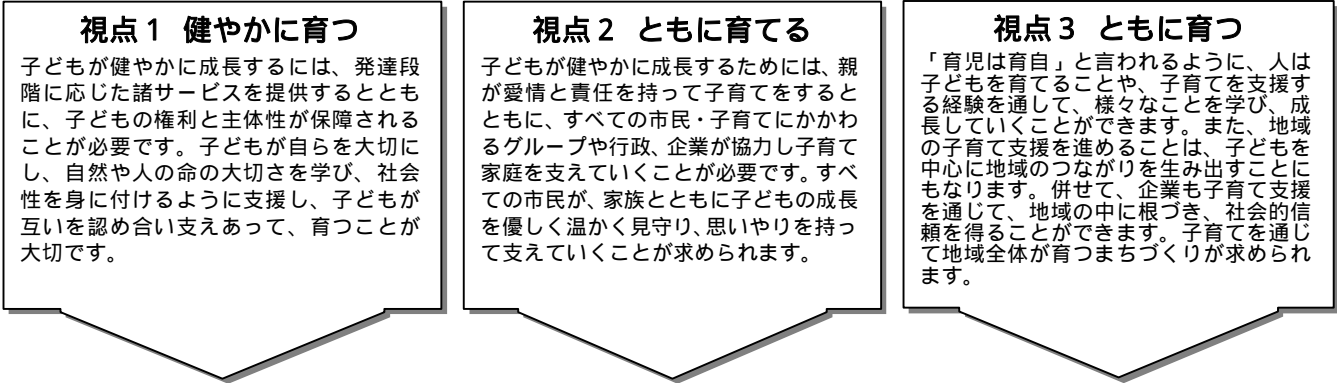 視点1 健やかに育つ
子どもが健やかに成長するには、発達段
階に応じた諸サービスを提供するととも
に、子どもの権利と主体性が保障される
ことが必要です。子どもが自らを大切に
し、自然や人の命の大切さを学び、社会
性を身に付けるように支援し、子どもが
互いを認め合い支えあって、育つことが
大切です。
視点2 ともに育てる
子どもが健やかに成長するためには、親
が愛情と責任を持って子育てをすると
ともに、すべての市民・子育てにかかわ
るグループや行政、企業が協力し子育て
家庭を支えていくことが必要です。すべ
ての市民が、家族とともに子どもの成長
を優しく温かく見守り、思いやりを持っ
て支えていくことが求められます。
視点3 ともに育つ
「育児は育自」と言われるように、人は
子どもを育てることや、子育てを支援す
る経験を通して、様々なことを学び、成
長していくことができます。また、地域
の子育て支援を進めることは、子どもを
中心に地域のつながりを生み出すことに
もなります。併せて、企業も子育て支援
を通じて、地域の中に根づき、社会的信
頼を得ることができます。子育てを通じ
て地域全体が育つまちづくりが求められ
ます。